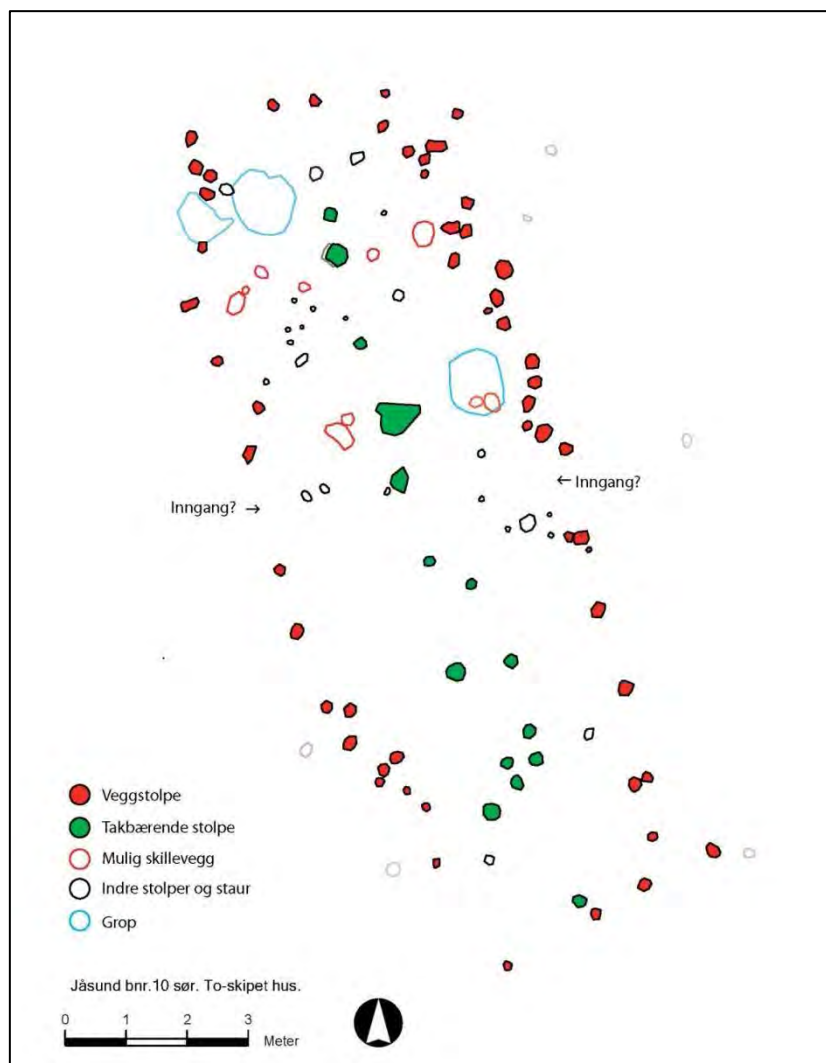 ← Inngang?
Inngang? →
Veggstolpe
Takbærende stolpe
Mulig skillevegg
Indre stolper og staur
Grop
Jåsund bnr.10 sør. To-skipet hus.
0 1 2 3
Meter